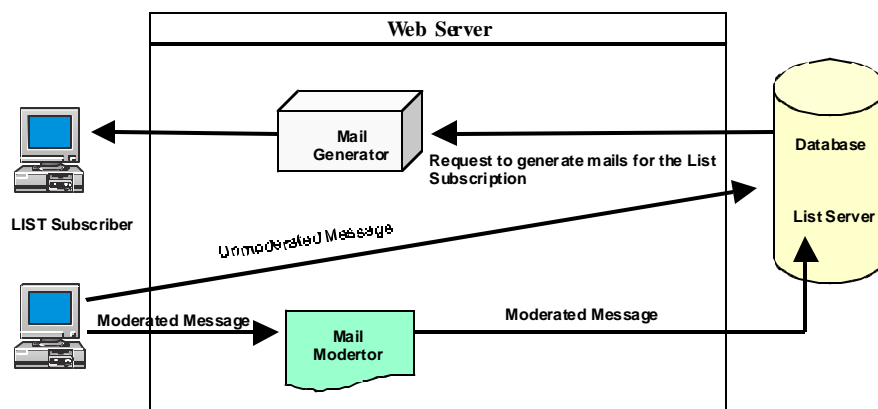 Web Server
Mail
Generator
Database
Request to generate mails for the List
Subscription
List Server
LIST Subscriber
Unmoderated Message
Moderated Message
Moderated Message
Mail
Modertor